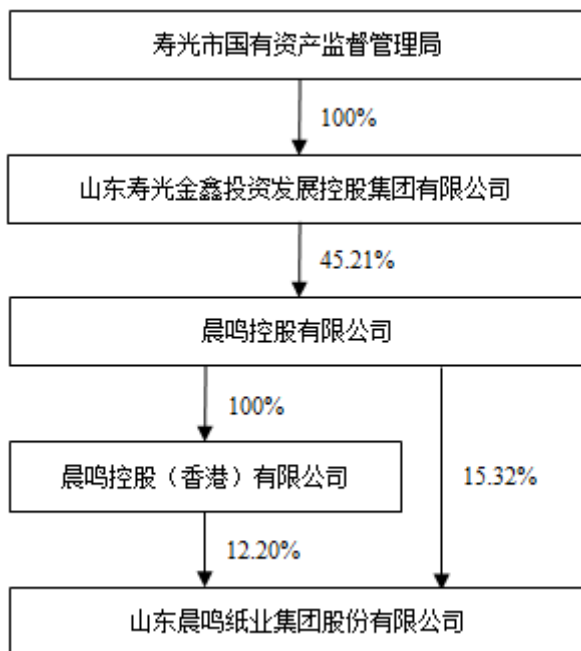 寿光市国有资产监督管理局
100%
山东寿光金鑫投资发展控股集团有限公司
45.21%
晨鸣控股有限公司
100%
晨鸣控股（香港）有限公司
15.32%
12.20%
山东晨鸣纸业集团股份有限公司